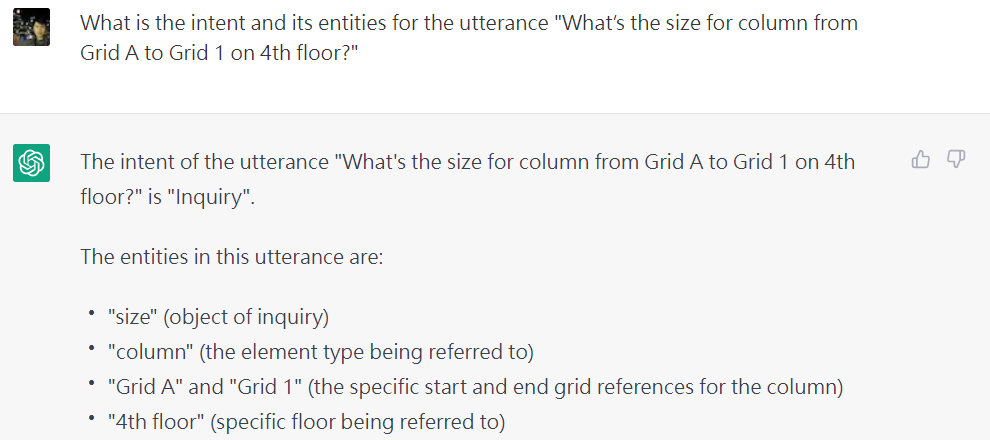 What is the intent and its entities for the utterance "What’s the size for column from
Grid A to Grid 1 on 4th floor?"
The intent of the utterance "What's the size for column from Grid A to Grid 1 on 4th
floor?" is "Inquiry".
The entities in this utterance are:
• "size" (object of inquiry)
• "column" (the element type being referred to)
• "Grid A" and "Grid 1" (the specific start and end grid references for the column)
• "4th floor" (specific floor being referred to)